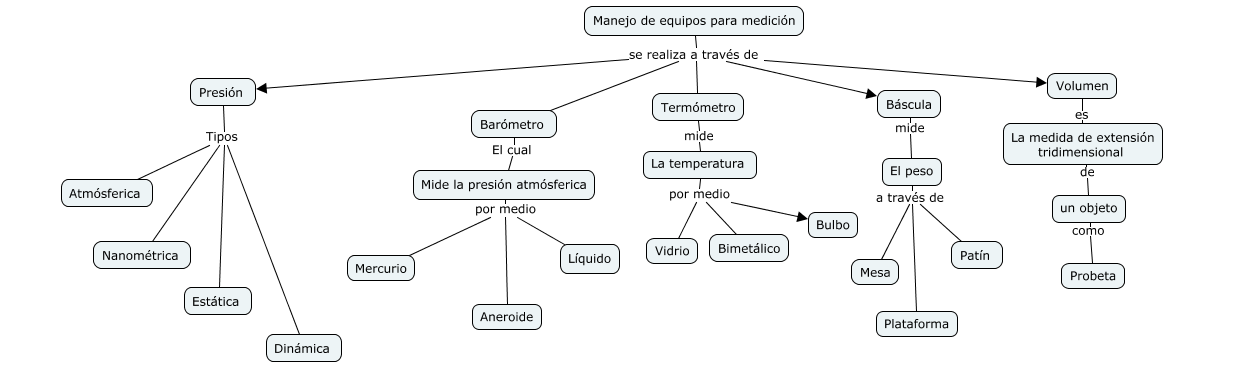 Manejo de equipos para medición
se realiza a través de
Presión
Tipos
Atmósferica
Nanométrica
Estática
Dinámica
Barómetro
El cual
Mide la presión atmósferica
por medio
Mercurio
Aneroide
Líquido
Termómetro
mide
La temperatura
por medio
Vidrio
Bimetálico
Bulbo
Báscula
mide
El peso
a través de
Mesa
Plataforma
Patín
Volumen
es
La medida de extensión
tridimensional
de
un objeto
como
Probeta